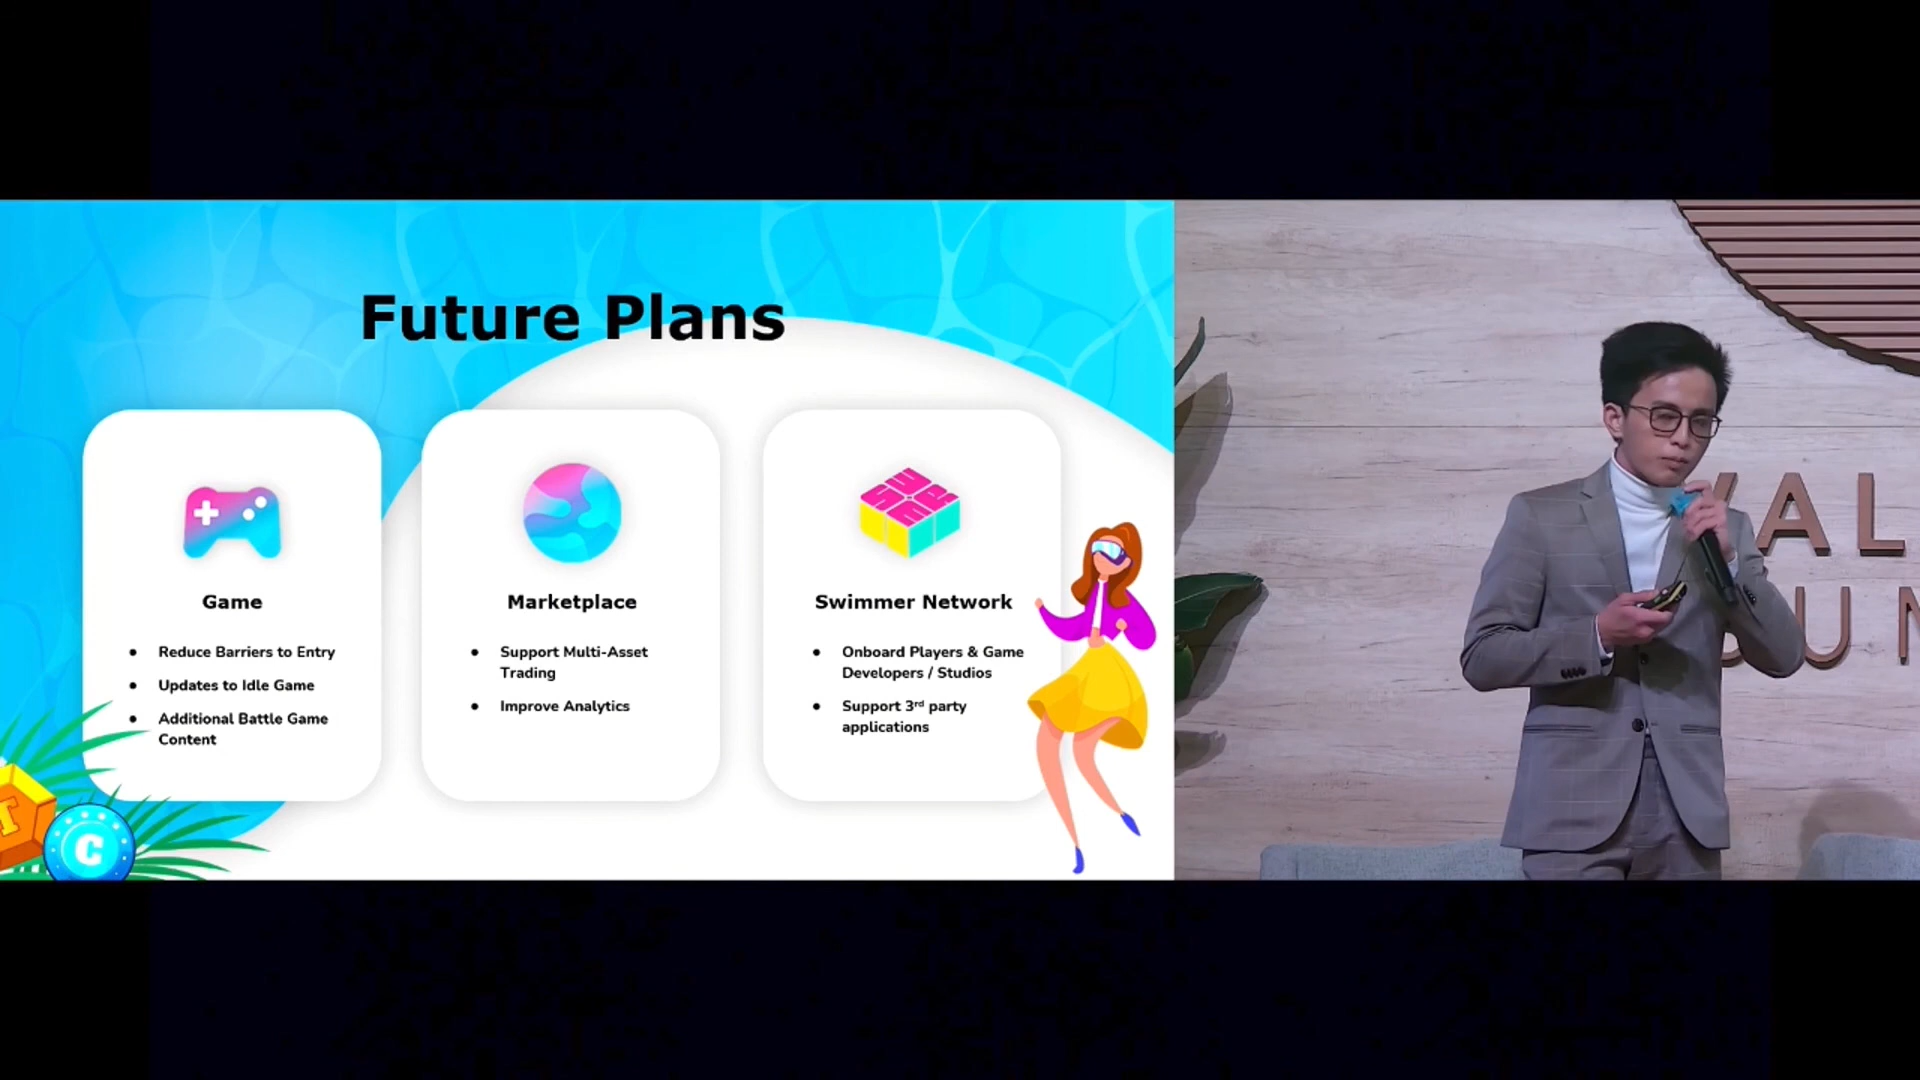 Future Plans
Game
Reduce Barriers to Entry
Updates to Idle Game
Additional Battle Game
Content
Marketplace
Support Multi-Asset
Trading
Improve Analytics
Swimmer Network
Onboard Players & Game
Developers / Studios
Support 3rd party
applications
C